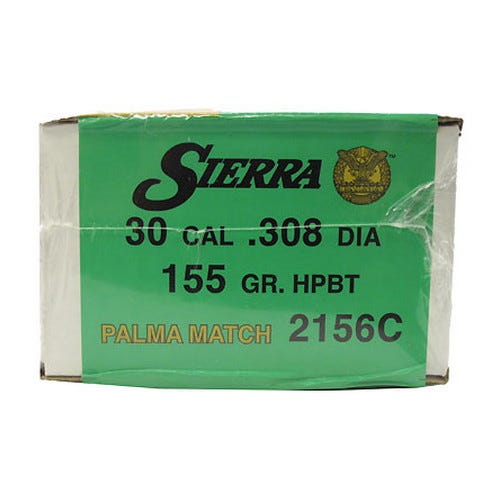 SIERRA
30 CAL .308 DIA
155 GR. HPBT
PALMA MATCH 2156C